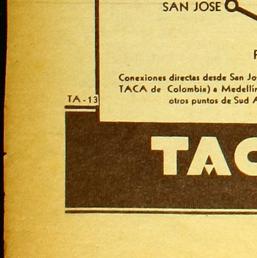 SAN JOSE
Conexiones directas desde San Jo
TACA de Colombia) a Medellín
otros puntos de Sud A
TA-13
TAC